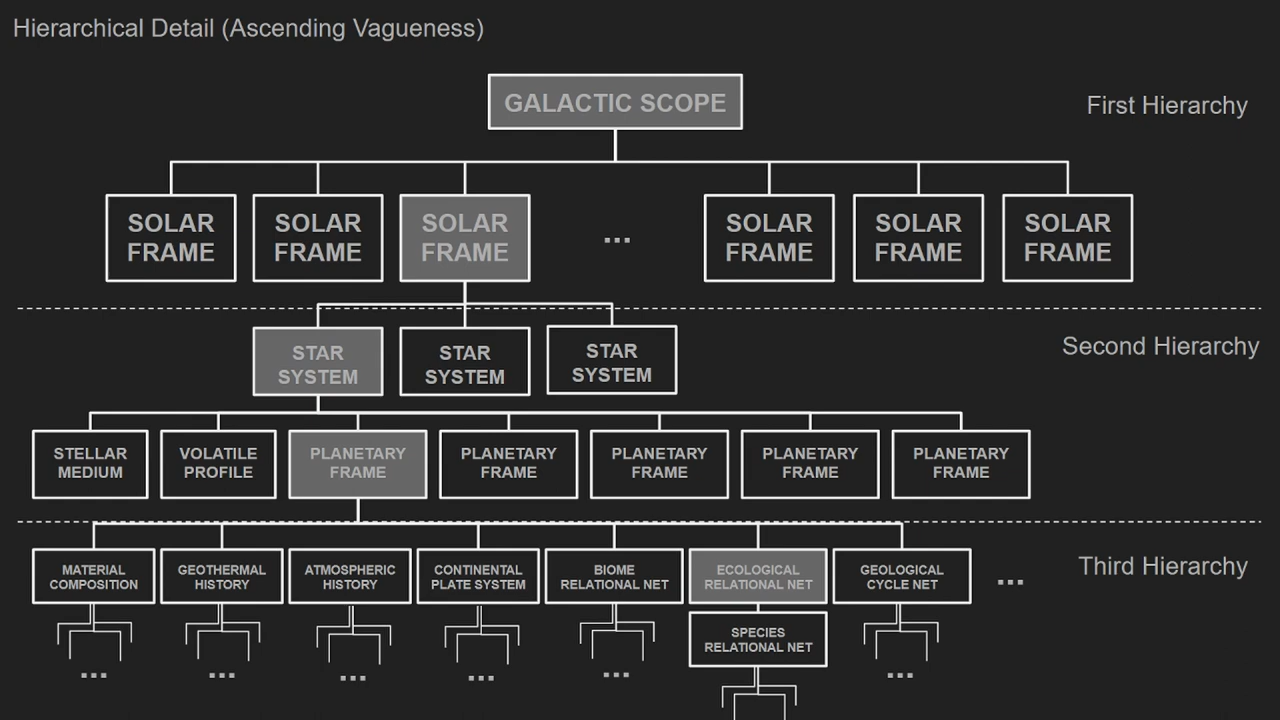 Hierarchical Detail (Ascending Vagueness)
GALACTIC SCOPE
First Hierarchy
SOLAR
FRAME
SOLAR
FRAME
SOLAR
FRAME
...
SOLAR
FRAME
SOLAR
FRAME
SOLAR
FRAME
STAR
SYSTEM
STAR
SYSTEM
STAR
SYSTEM
Second Hierarchy
STELLAR
MEDIUM
VOLATILE
PROFILE
PLANETARY
FRAME
PLANETARY
FRAME
PLANETARY
FRAME
PLANETARY
FRAME
PLANETARY
FRAME
MATERIAL
COMPOSITION
GEOTHERMAL
HISTORY
ATMOSPHERIC
HISTORY
CONTINENTAL
PLATE SYSTEM
BIOME
RELATIONAL NET
ECOLOGICAL
RELATIONAL NET
GEOLOGICAL
CYCLE NET
...
Third Hierarchy
SPECIES
RELATIONAL NET
...
...
...
...
...
...